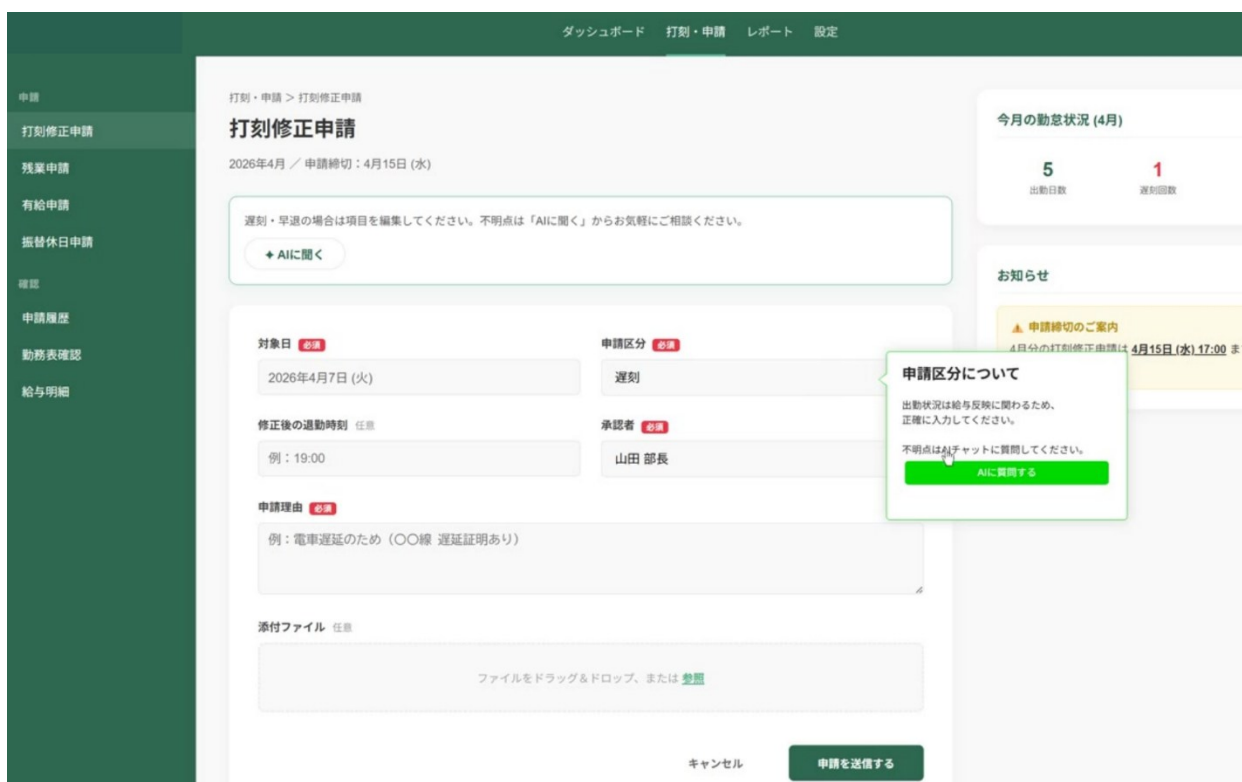 ダッシュボード 打刻・申請 レポート 設定
申請
打刻修正申請
残業申請
有給申請
振替休日申請
確認
申請履歴
勤務表確認
給与明細
打刻・申請 > 打刻修正申請
打刻修正申請
2026年4月 ／ 申請締切：4月15日 (水)
遅刻・早退の場合は項目を編集してください。不明点は「AIに聞く」からお気軽にご相談ください。
✦ AIに聞く
対象日 必須
2026年4月7日 (火)
申請区分 必須
遅刻
修正後の退勤時刻 任意
例：19:00
承認者 必須
山田 部長
申請理由 必須
例：電車遅延のため（〇〇線 遅延証明あり）
添付ファイル 任意
ファイルをドラッグ＆ドロップ、または 参照
キャンセル 申請を送信する
今月の勤怠状況 (4月)
5 1
出勤日数 遅刻回数
お知らせ
申請締切のご案内
4月分の打刻修正申請は 4月15日 (水) 17:00 ま
申請区分について
出勤状況は給与反映に関わるため、
正確に入力してください。
不明点はAIチャットに質問してください。
AIに質問する